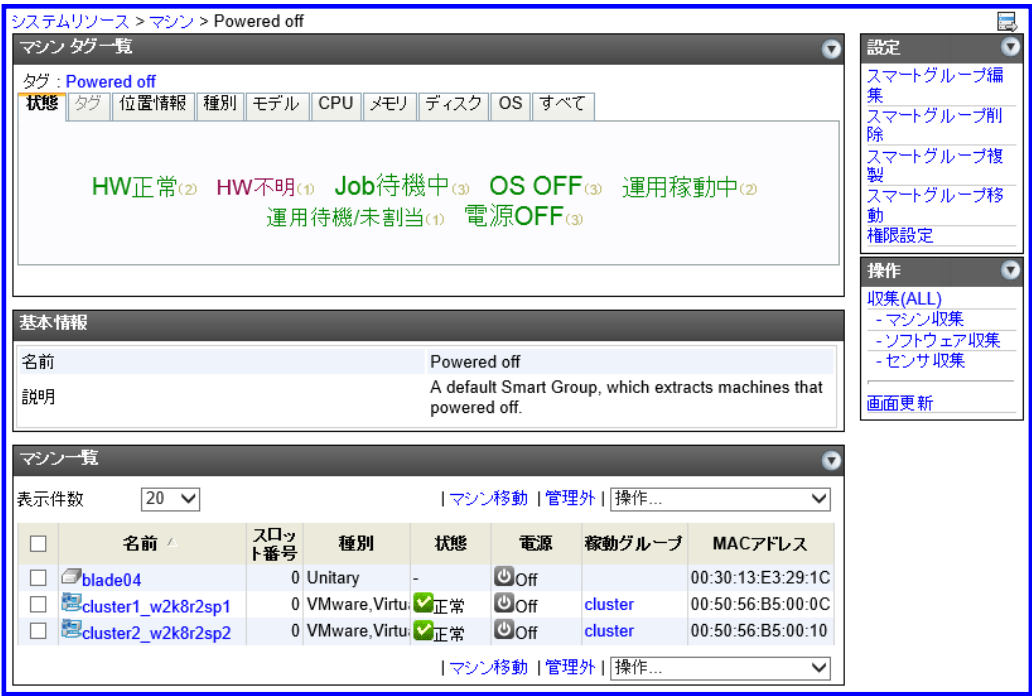 システムリソース > マシン > Powered off
マシン タグ一覧
タグ : Powered off
状態 タグ 位置情報 種別 モデル CPU メモリ ディスク OS すべて
HW正常(2) HW不明(1) Job待機中(3) OS OFF(3) 運用稼動中(2)
運用待機/未割当(1) 電源OFF(3)
基本情報
名前 Powered off
説明 A default Smart Group, which extracts machines that
powered off.
マシン一覧
表示件数 20 | マシン移動 | 管理外 | 操作...
名前 スロッ
ト番号 種別 状態 電源 稼動グループ MACアドレス
blade04 0 Unitary - Off 00:30:13:E3:29:1C
cluster1_w2k8r2sp1 0 VMware,Virtu 正常 Off cluster 00:50:56:B5:00:0C
cluster2_w2k8r2sp2 0 VMware,Virtu 正常 Off cluster 00:50:56:B5:00:10
| マシン移動 | 管理外 | 操作...
設定
スマートグループ編
集
スマートグループ削
除
スマートグループ複
製
スマートグループ移
動
権限設定
操作
収集(ALL)
- マシン収集
- ソフトウェア収集
- センサ収集
画面更新